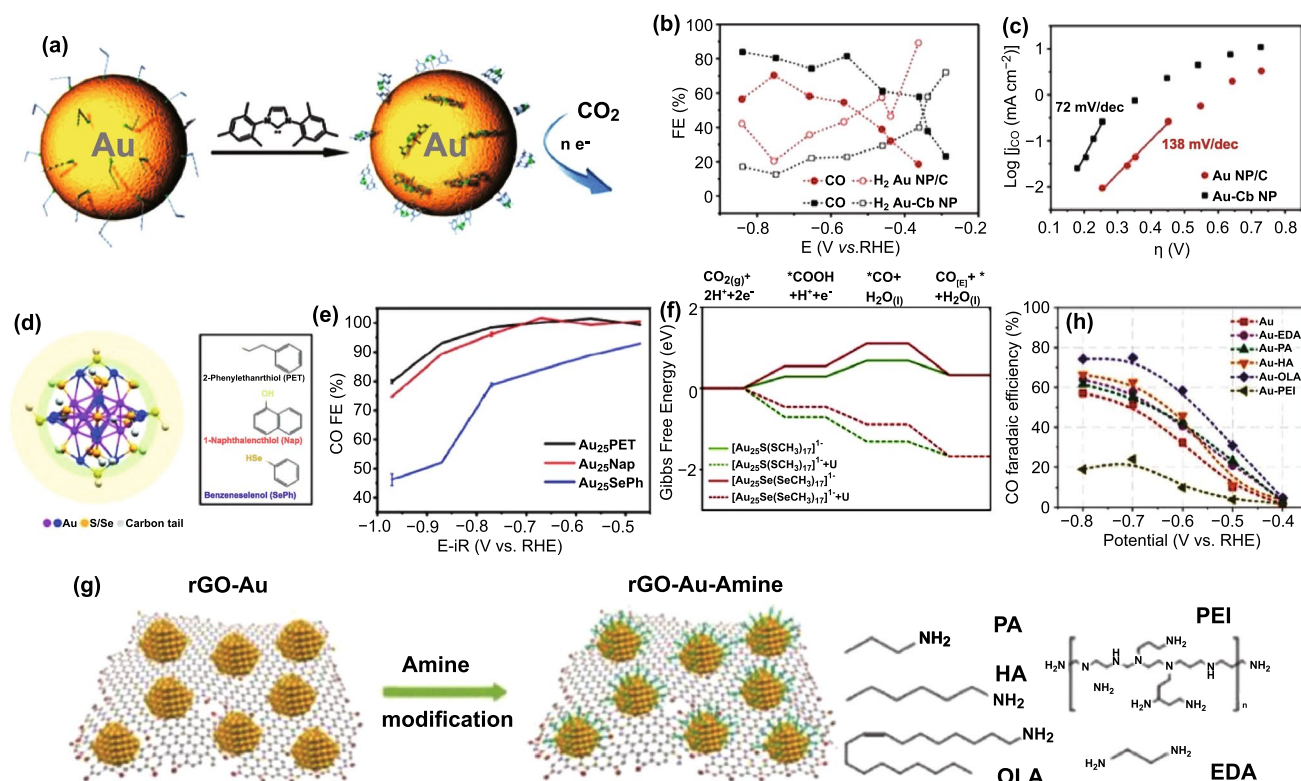 (a)
Au
Au
CO2
n e-
(b)
FE (%)
100
80
60
40
20
0
CO
H2 Au NP/C
CO
H2 Au-Cb NP
−0.8
−0.6
−0.4
−0.2
E (V vs.RHE)
(c)
Log [jCO (mA cm−2)]
1
0
−1
−2
72 mV/dec
138 mV/dec
Au NP/C
Au-Cb NP
0.1 0.2 0.3 0.4 0.5 0.6 0.7 0.8
η (V)
(d)
2-Phenylethanthiol (PET)
OH
1-Naphthalencthiol (Nap)
HSe
Benzeneselenol (SePh)
Au S/Se Carbon tail
(e)
CO FE (%)
100
90
80
70
60
50
40
Au25PET
Au25Nap
Au25SePh
−1.0 −0.9 −0.8 −0.7 −0.6 −0.5
E-iR (V vs. RHE)
(f)
CO2(g)+
2H++2e-
*COOH
+H++e-
*CO+
H2O(l)
CO[E]+ *
+H2O(l)
Gibbs Free Energy (eV)
2
0
−2
[Au25S(SCH3)17]1-
[Au25S(SCH3)17]1-+U
[Au25Se(SeCH3)17]1-
[Au25Se(SeCH3)17]1-+U
(h)
CO faradaic efficiency (%)
100
80
60
40
20
0
Au
Au-EDA
Au-PA
Au-HA
Au-OLA
Au-PEI
−0.8 −0.7 −0.6 −0.5 −0.4
Potential (V vs. RHE)
(g)
rGO-Au
Amine
modification
rGO-Au-Amine
NH2
PA
HA
NH2
NH2
OLA
PEI
NH2
H
N
N
H2N
N
H
N
N
H
NH2
NH2
H2N
NH2
n
H2N
NH2
EDA